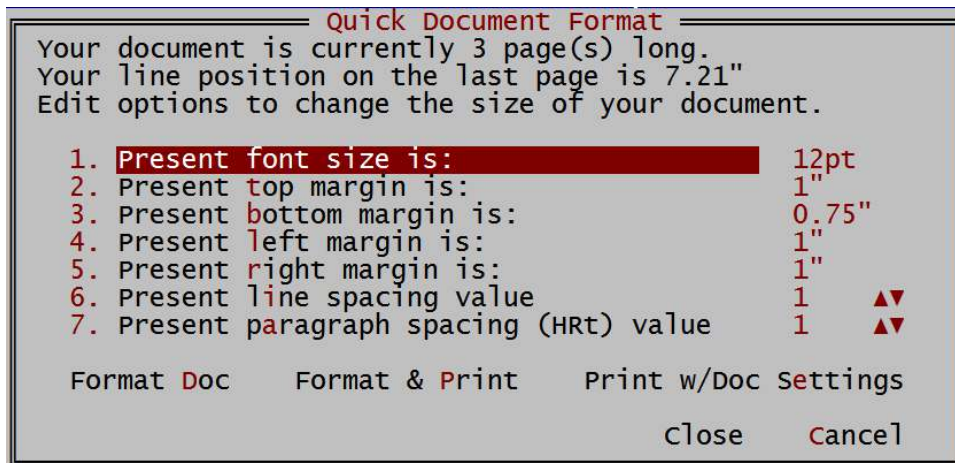 Quick Document Format
Your document is currently 3 page(s) long.
Your line position on the last page is 7.21"
Edit options to change the size of your document.
1. Present font size is: 12pt
2. Present top margin is: 1"
3. Present bottom margin is: 0.75"
4. Present left margin is: 1"
5. Present right margin is: 1"
6. Present line spacing value 1 ▲▼
7. Present paragraph spacing (HRt) value 1 ▲▼
Format Doc Format & Print Print w/Doc Settings
Close Cancel